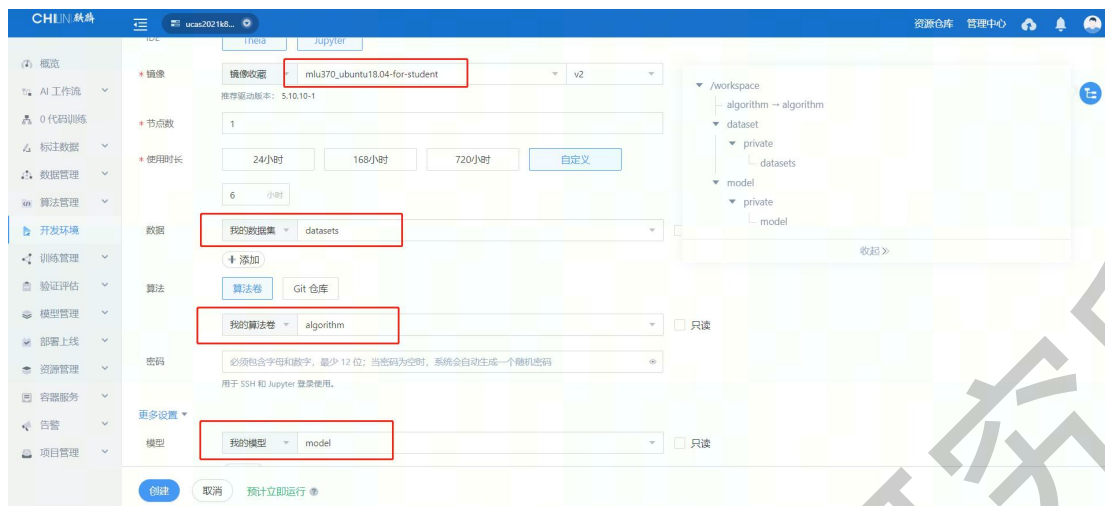 CHILIN麒麟
ucas2021k8...
资源仓库 管理中心
概览
AI 工作流
0 代码训练
标注数据
数据管理
算法管理
开发环境
训练管理
验证评估
模型管理
部署上线
资源管理
容器服务
告警
项目管理
IDE Theia Jupyter
* 镜像 镜像收藏 mlu370_ubuntu18.04-for-student v2
推荐驱动版本： 5.10.10-1
* 节点数 1
* 使用时长 24/小时 168/小时 720/小时 自定义
6 小时
数据 我的数据集 datasets
+ 添加
算法 算法卷 Git 仓库
我的算法卷 algorithm 只读
密码 必须包含字母和数字，最少 12 位；当密码为空时，系统会自动生成一个随机密码
用于 SSH 和 Jupyter 登录使用。
更多设置
模型 我的模型 model 只读
创建 取消 预计立即运行
/workspace
algorithm → algorithm
dataset
private
datasets
model
private
model
收起 »